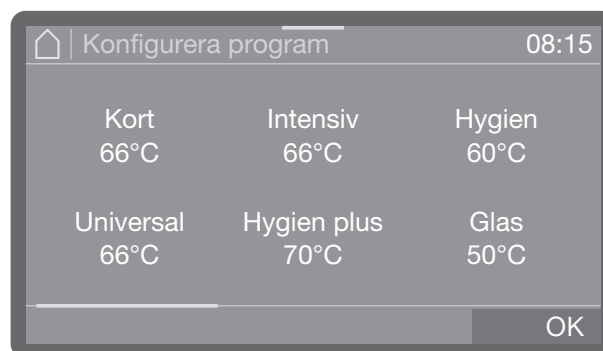 Konfigurera program 08:15
Kort Intensiv Hygien
66°C 66°C 60°C
Universal Hygien plus Glas
66°C 70°C 50°C
OK